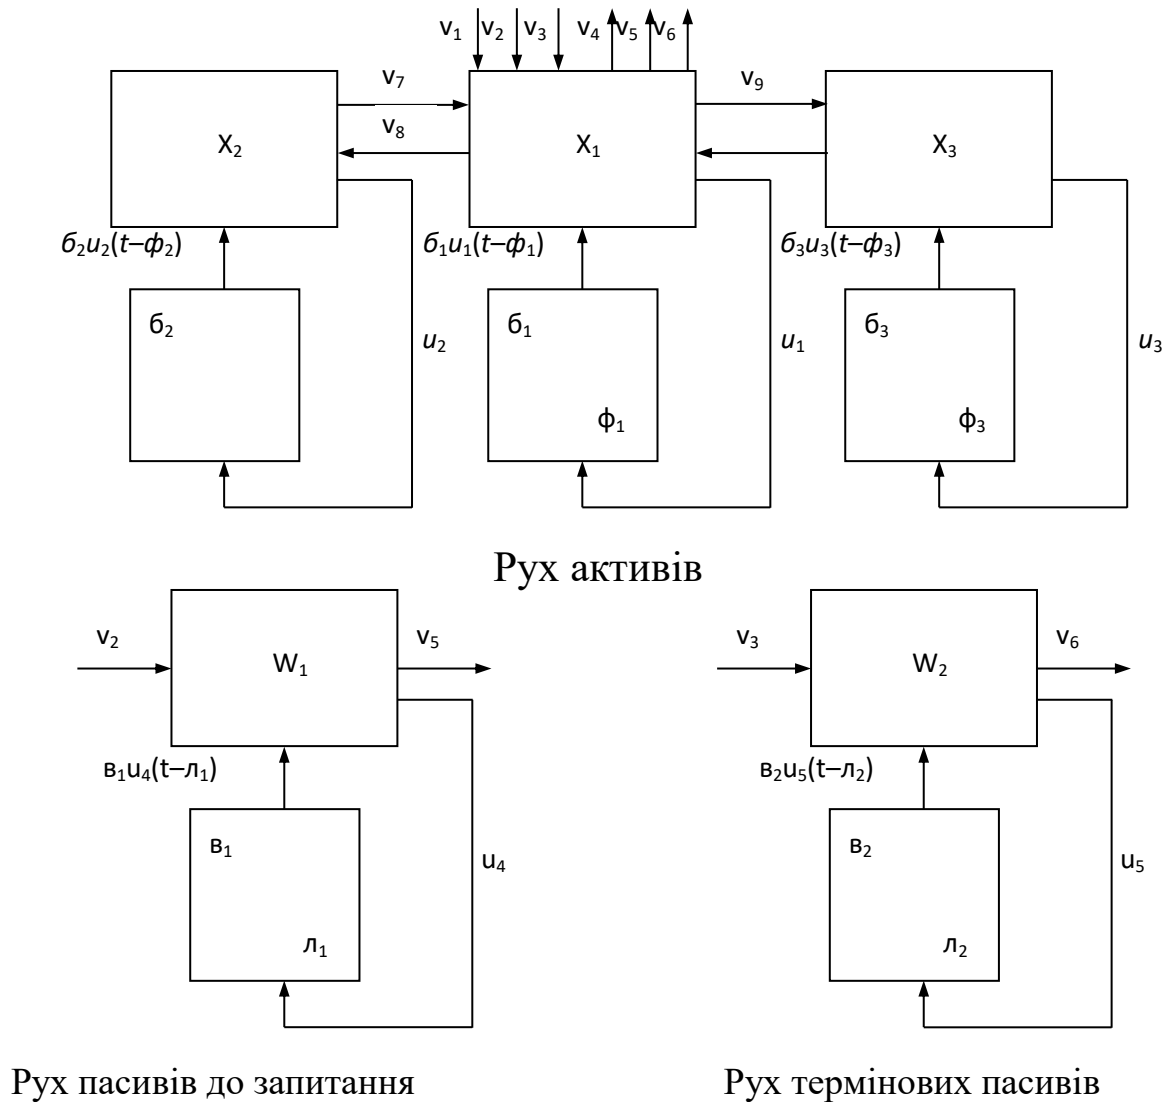 v₁ v₂ v₃ v₄ v₅ v₆
v₇ v₉
v₈
X₂ X₁ X₃
б₂u₂(t–ф₂) б₁u₁(t–ф₁) б₃u₃(t–ф₃)
б₂ б₁ б₃
u₂ u₁ u₃
ф₁ ф₃
Рух активів
v₂ v₅ v₃ v₆
W₁ W₂
в₁u₄(t–л₁) в₂u₅(t–л₂)
в₁ u₄ в₂ u₅
л₁ л₂
Рух пасивів до запитання Рух термінових пасивів